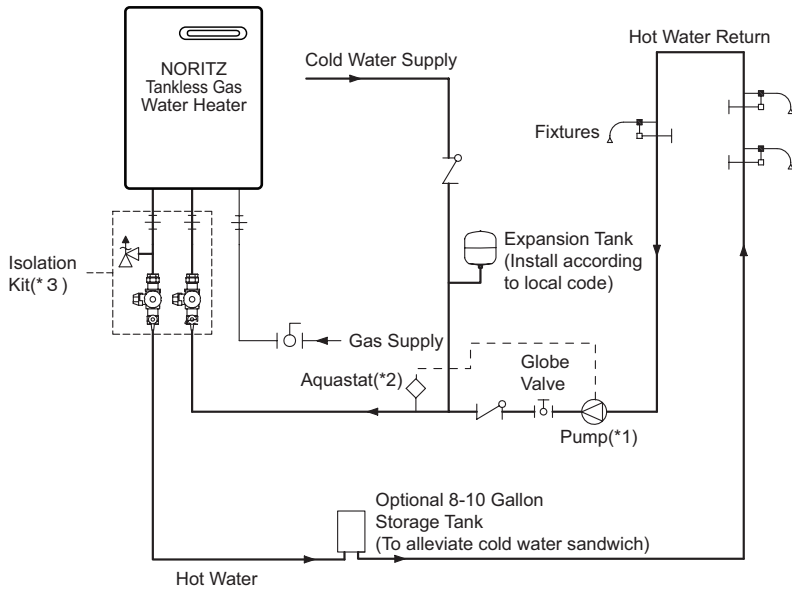 NORITZ
Tankless Gas
Water Heater
Cold Water Supply
Hot Water Return
Fixtures
Expansion Tank
(Install according
to local code)
Isolation
Kit(*3)
Gas Supply
Aquastat(*2)
Globe
Valve
Pump(*1)
Optional 8-10 Gallon
Storage Tank
(To alleviate cold water sandwich)
Hot Water